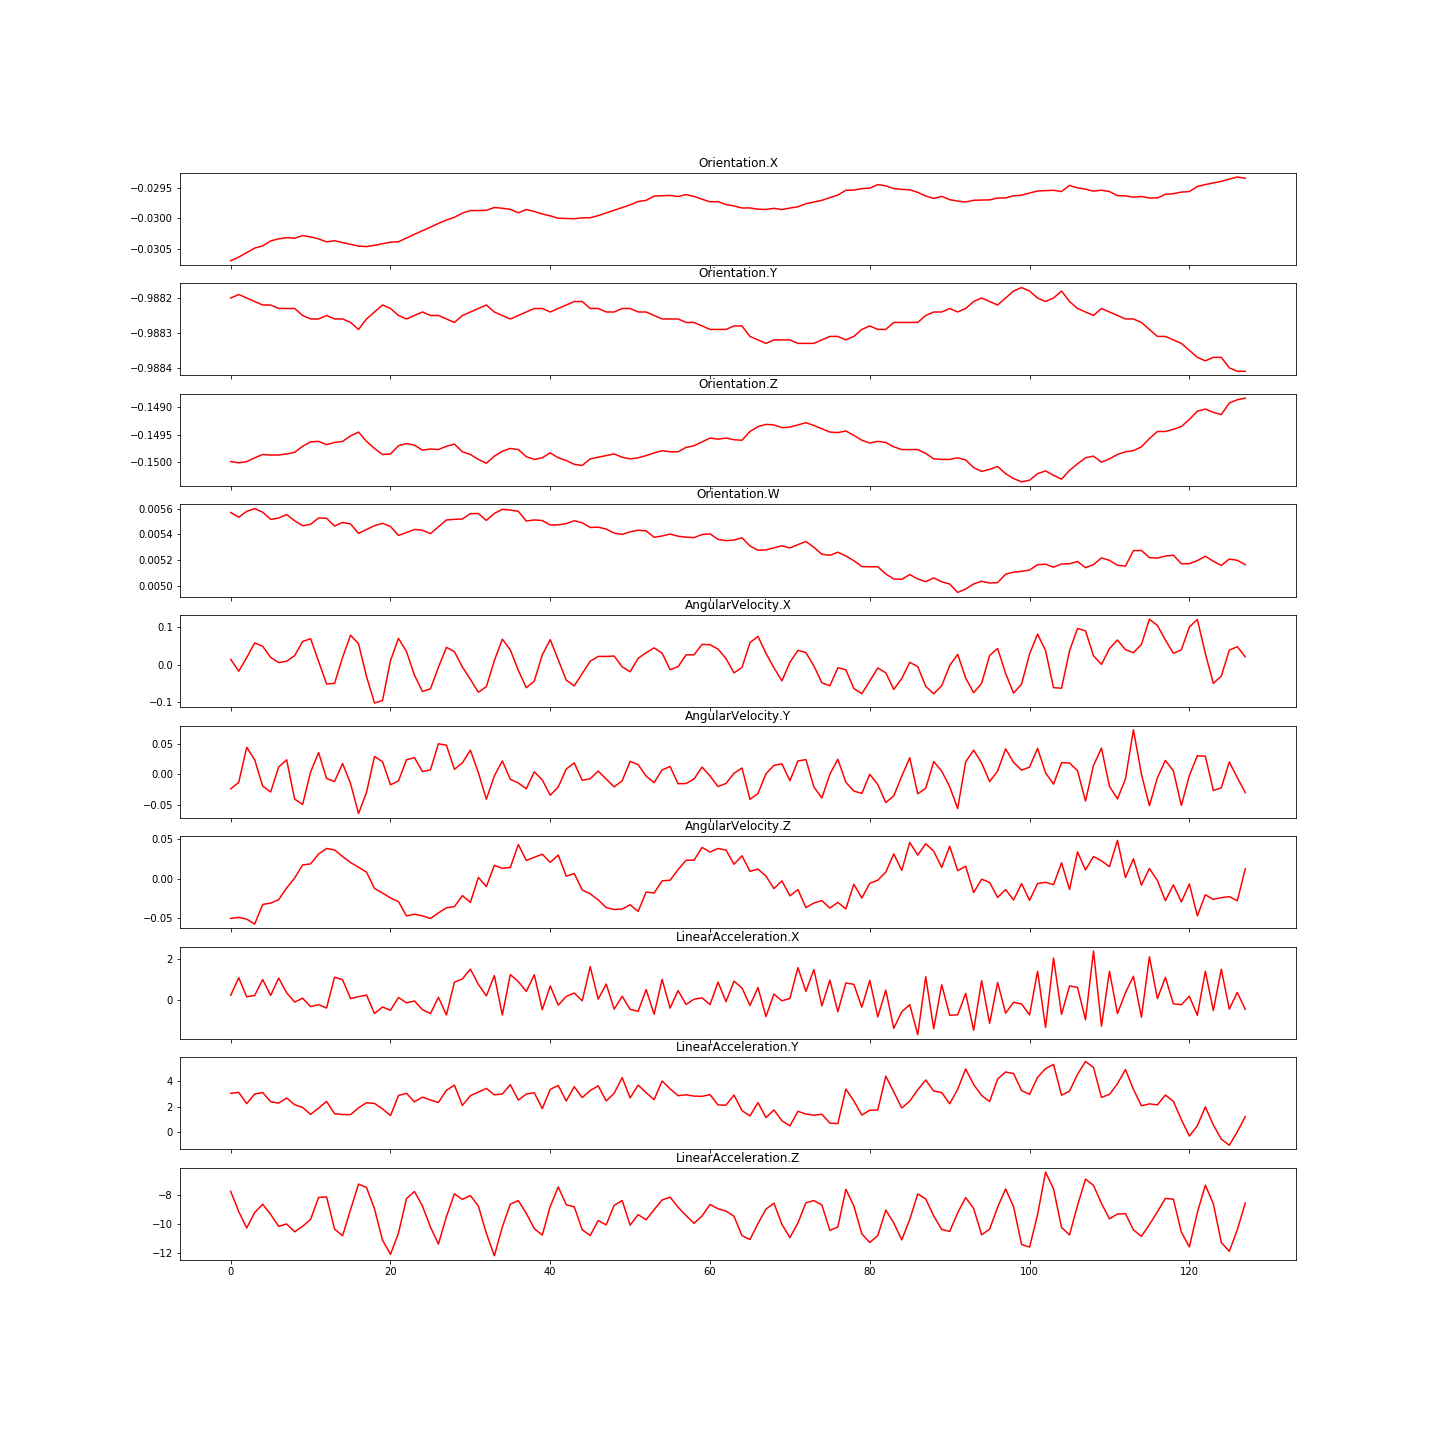 Orientation.X
−0.0295
−0.0300
−0.0305
Orientation.Y
−0.9882
−0.9883
−0.9884
Orientation.Z
−0.1490
−0.1495
−0.1500
Orientation.W
0.0056
0.0054
0.0052
0.0050
AngularVelocity.X
0.1
0.0
−0.1
AngularVelocity.Y
0.05
0.00
−0.05
AngularVelocity.Z
0.05
0.00
−0.05
LinearAcceleration.X
2
0
LinearAcceleration.Y
4
2
0
LinearAcceleration.Z
−8
−10
−12
0 20 40 60 80 100 120